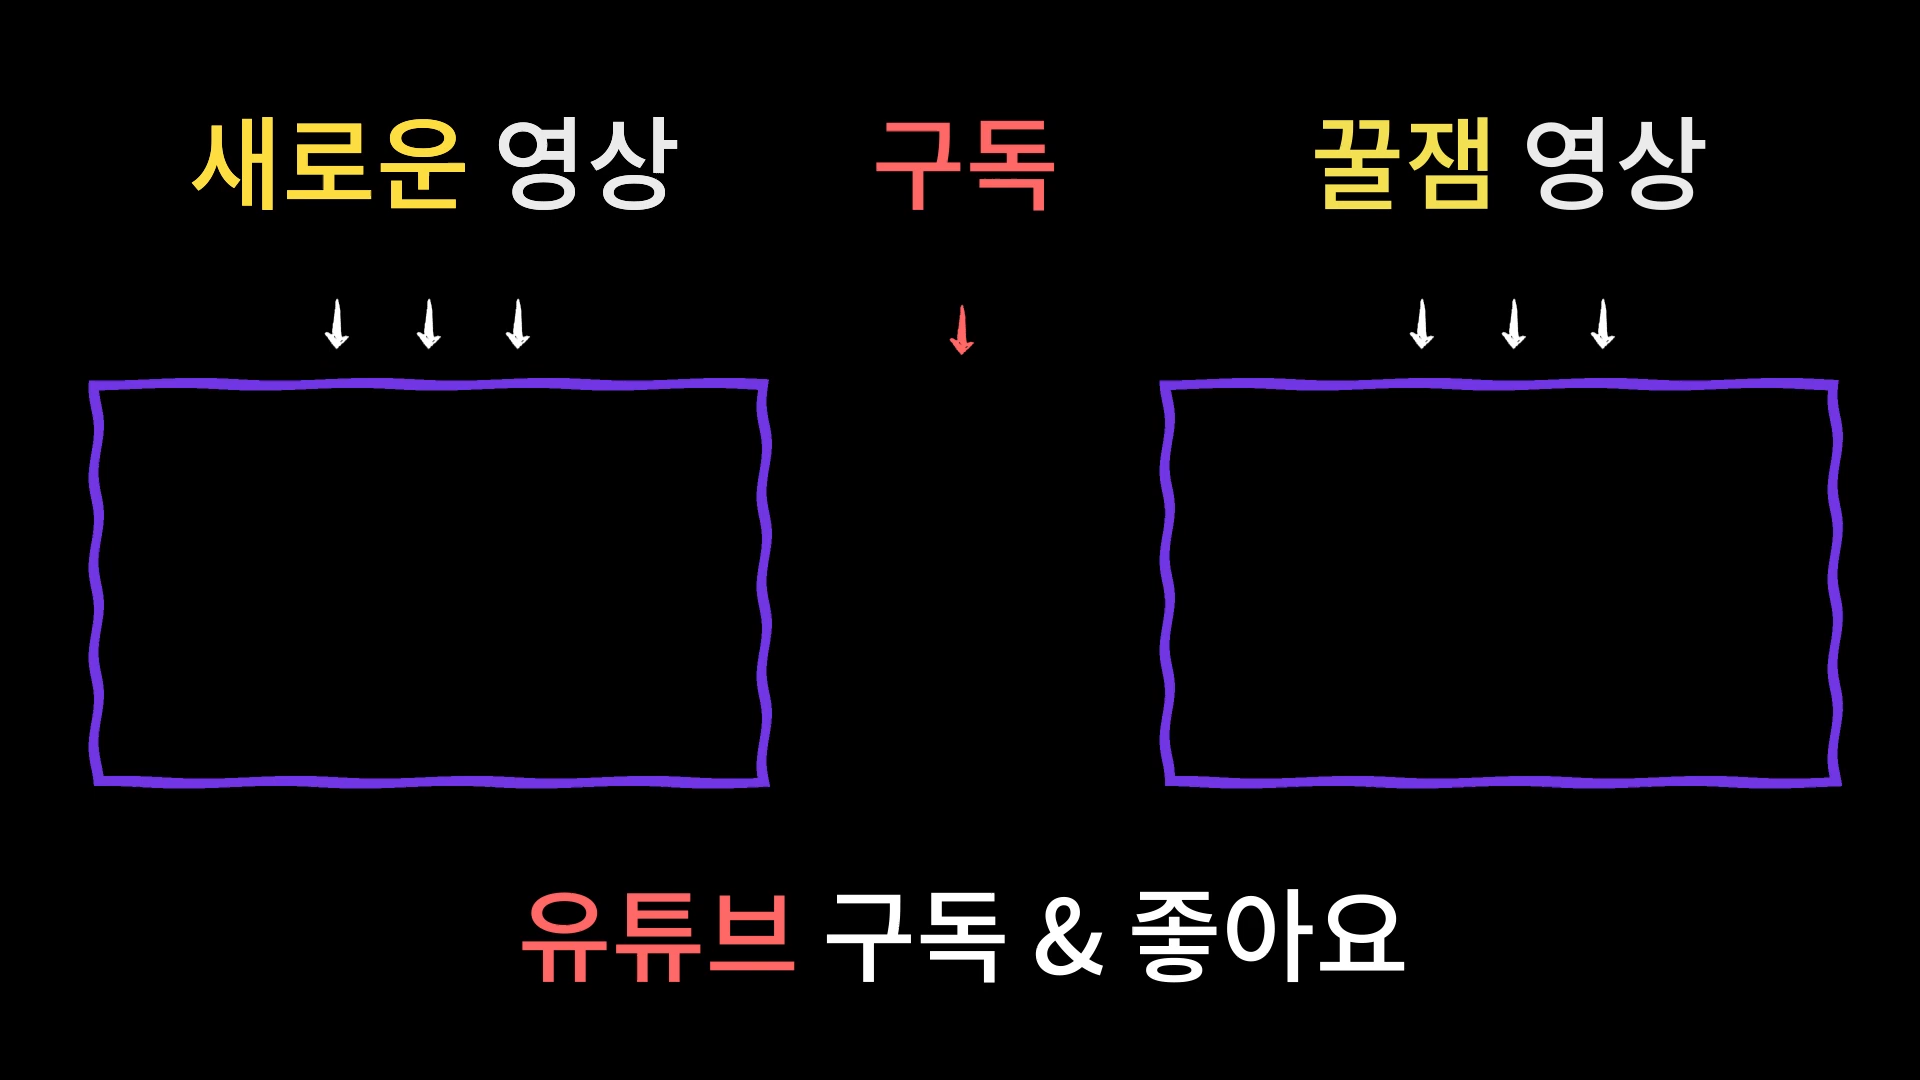 새로운 영상
구독
꿀잼 영상
유튜브 구독 & 좋아요